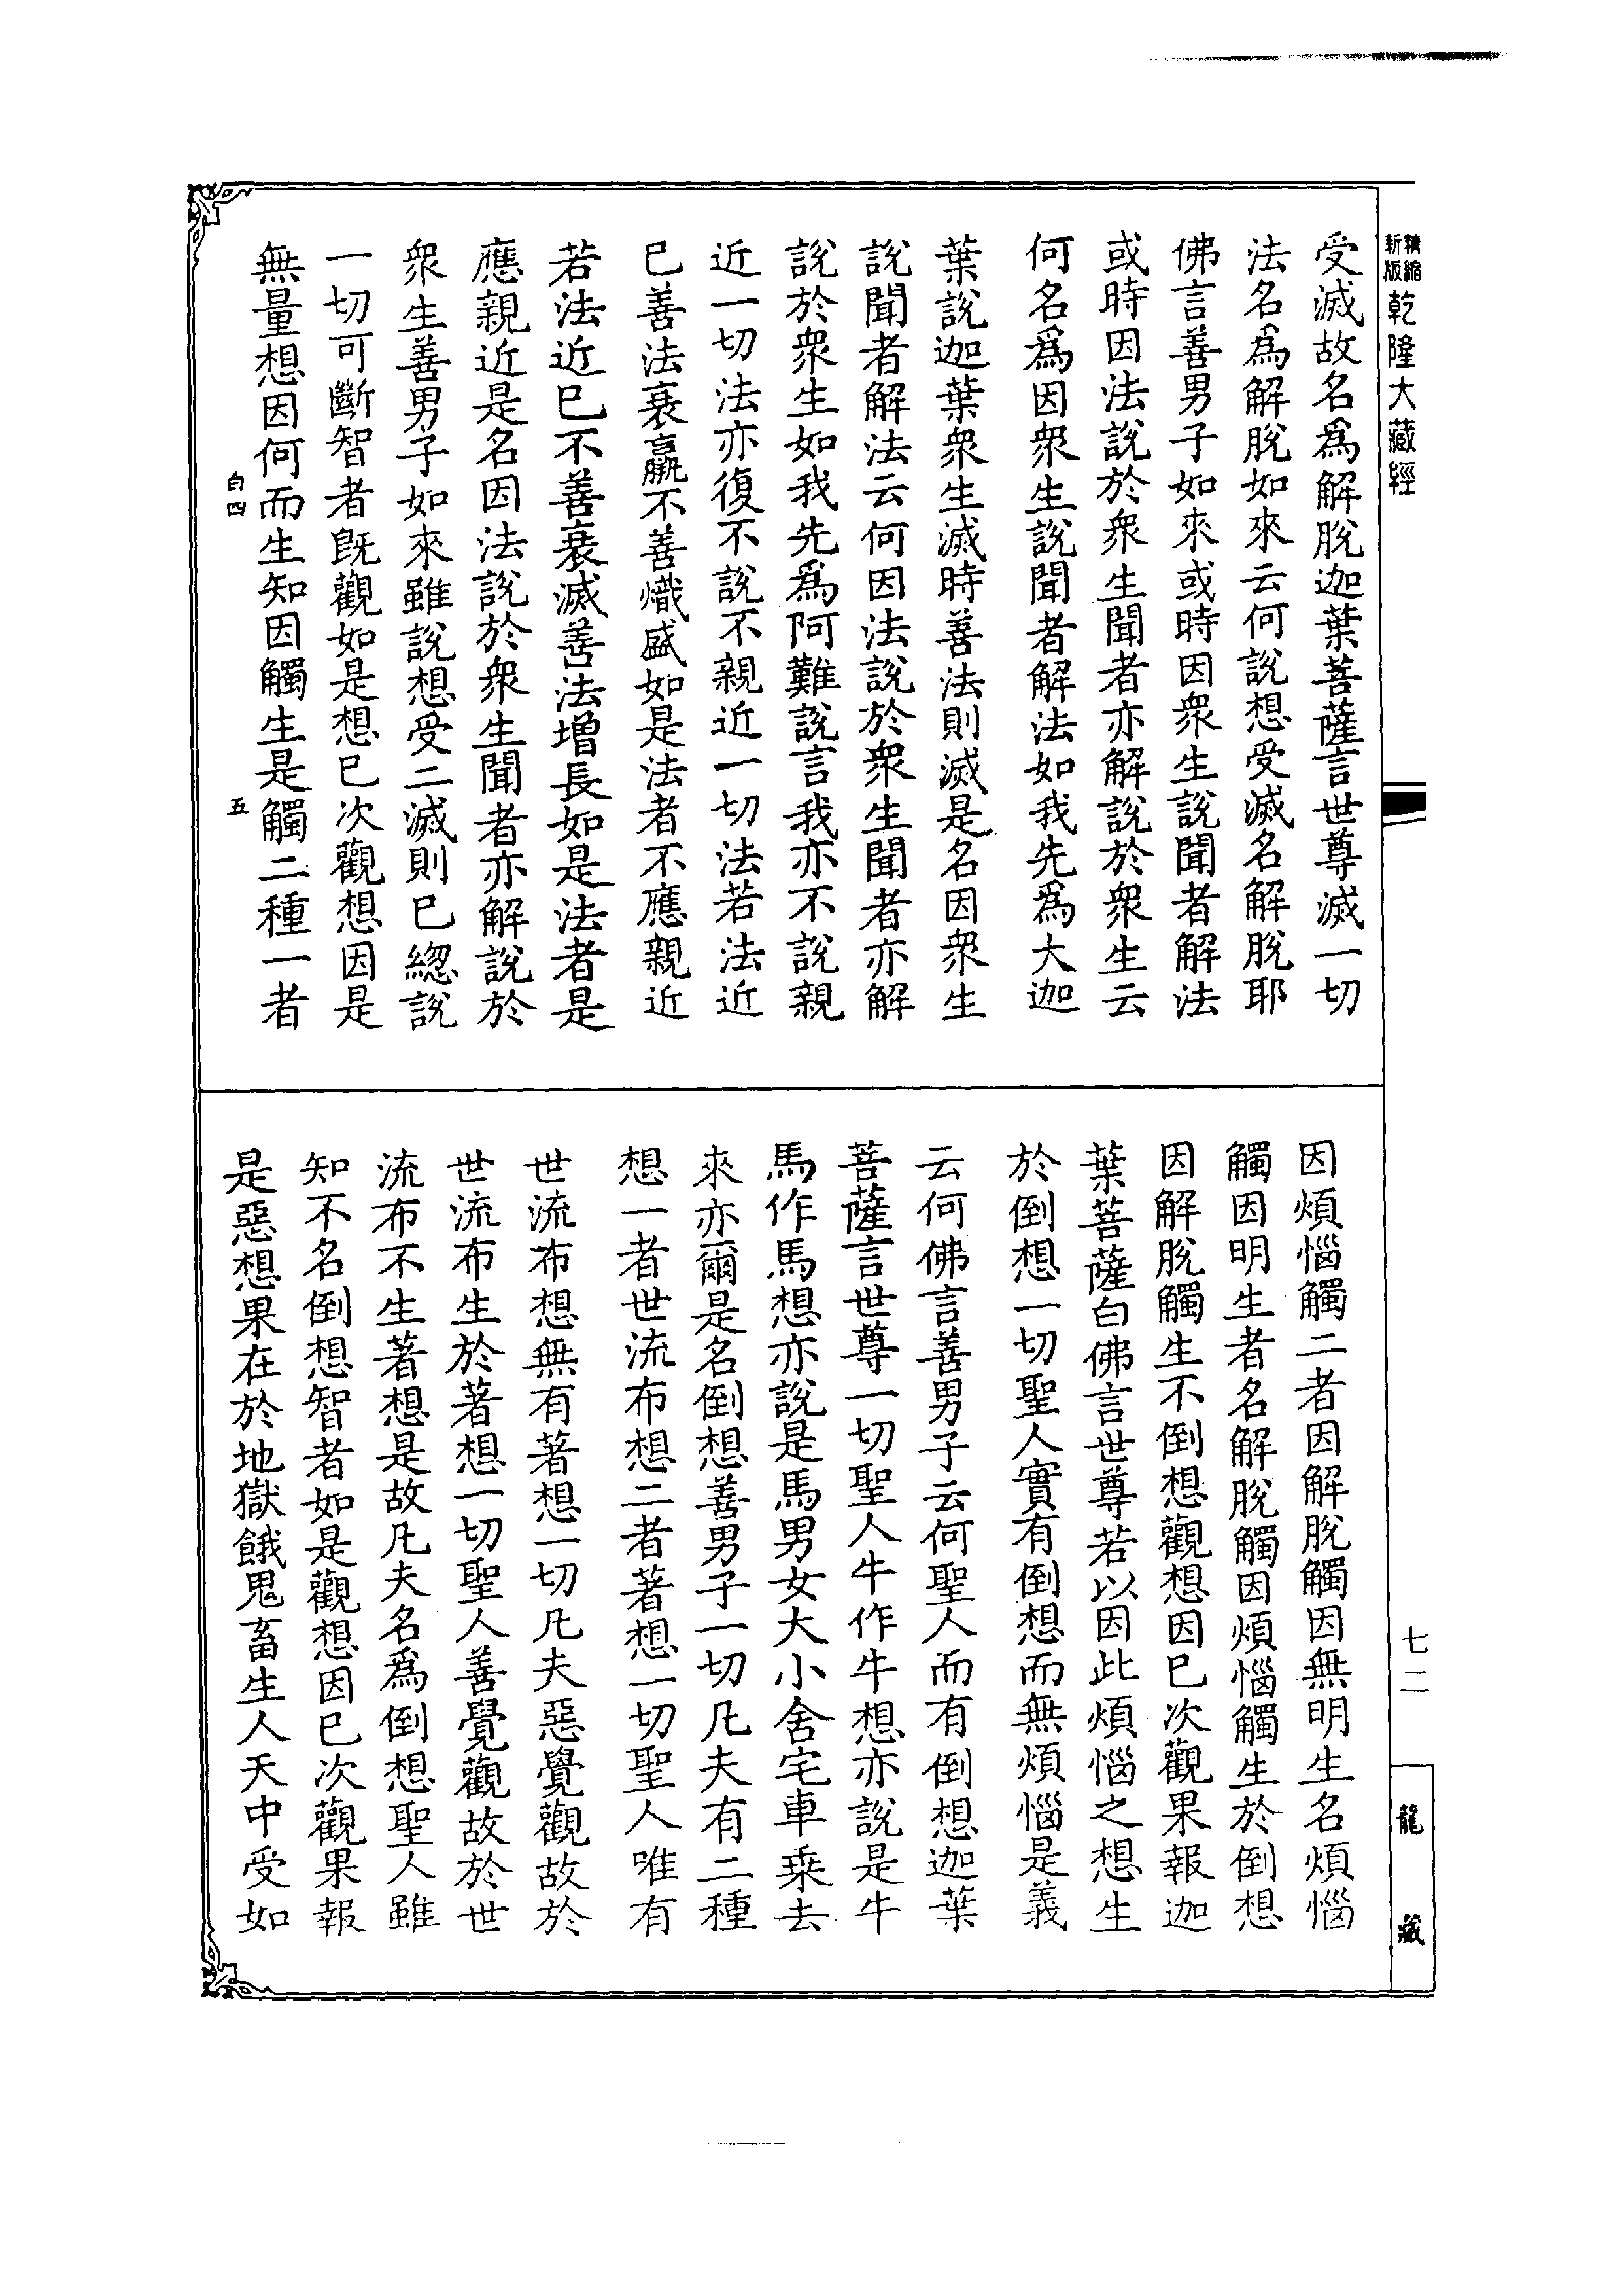 精縮新版乾隆大藏經
受滅故名爲解脫迦葉菩薩言世尊滅一切
法名爲解脫如來云何說想受滅名解脫耶
佛言善男子如來或時因衆生說聞者解法
或時因法說於衆生聞者亦解說於衆生云
何名爲因衆生說聞者解法如我先爲大迦
葉說迦葉衆生滅時善法則滅是名因衆生
說聞者解法云何因法說於衆生聞者亦解
說於衆生如我先爲阿難說言我亦不說親
近一切法亦復不說不親近一切法若法近
已善法衰羸不善熾盛如是法者不應親近
若法近已不善衰滅善法增長如是法者是
應親近是名因法說於衆生聞者亦解說於
衆生善男子如來雖說想受二滅則已總說
一切可斷智者既觀如是想已次觀想因是
無量想因何而生知因觸生是觸二種一者
白四 五
因煩惱觸二者因解脫觸因無明生名煩惱
觸因明生者名解脫觸因煩惱觸生於倒想
因解脫觸生不倒想觀想因已次觀果報迦
葉菩薩白佛言世尊若以因此煩惱之想生
於倒想一切聖人實有倒想而無煩惱是義
云何佛言善男子云何聖人而有倒想迦葉
菩薩言世尊一切聖人牛作牛想亦說是牛
馬作馬想亦說是馬男女大小舍宅車乘去
來亦爾是名倒想善男子一切凡夫有二種
想一者世流布想二者著想一切聖人唯有
世流布想無有著想一切凡夫惡覺觀故於
世流布生於著想一切聖人善覺觀故於世
流布不生著想是故凡夫名爲倒想聖人雖
知不名倒想智者如是觀想因已次觀果報
是惡想果在於地獄餓鬼畜生人天中受如
七二
龍藏